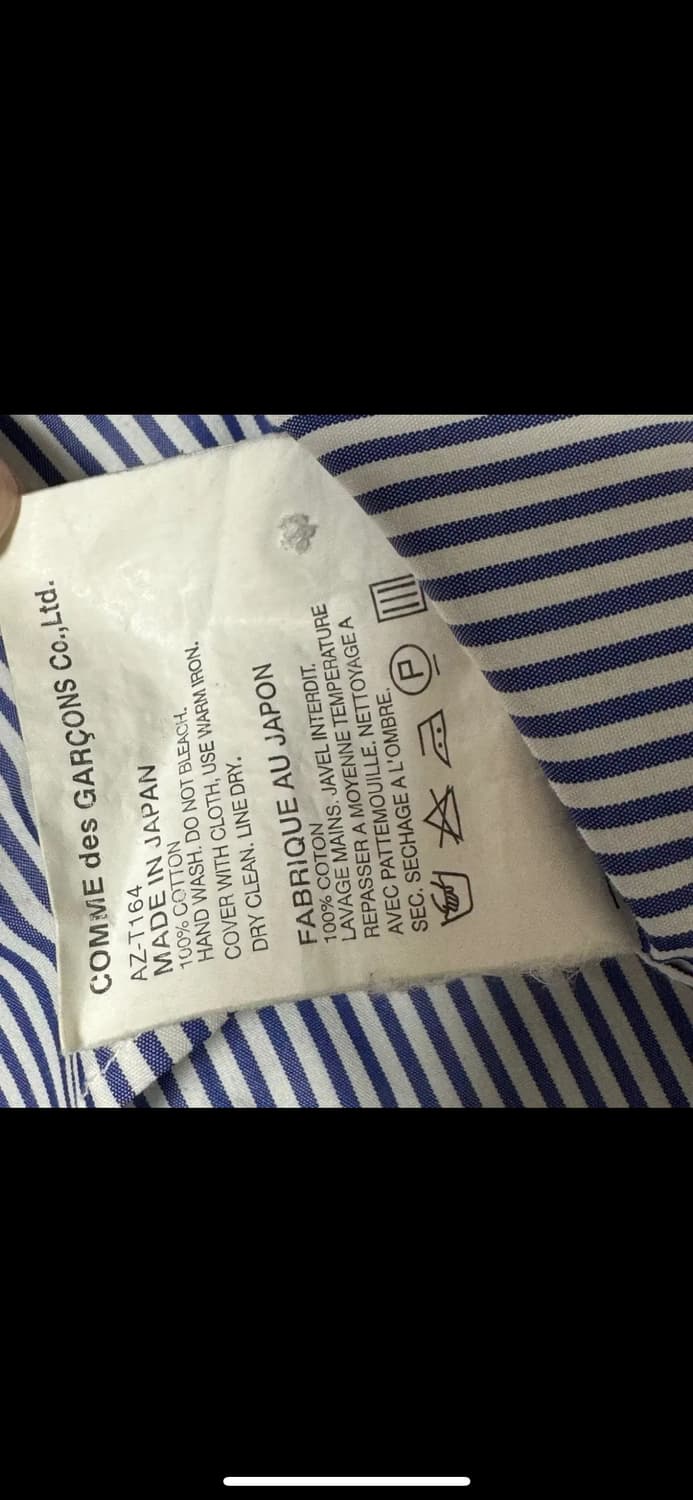 COMME des GARÇONS Co.,Ltd.
AZ-T164
MADE IN JAPAN
100% COTTON
HAND WASH. DO NOT BLEACH.
COVER WITH CLOTH, USE WARM IRON.
DRY CLEAN. LINE DRY.
FABRIQUE AU JAPON
100% COTON
LAVAGE MAINS. JAVEL INTERDIT.
REPASSER A MOYENNE TEMPERATURE
AVEC PATTEMOUILLE. NETTOYAGE A
SEC. SECHAGE A L'OMBRE.
P